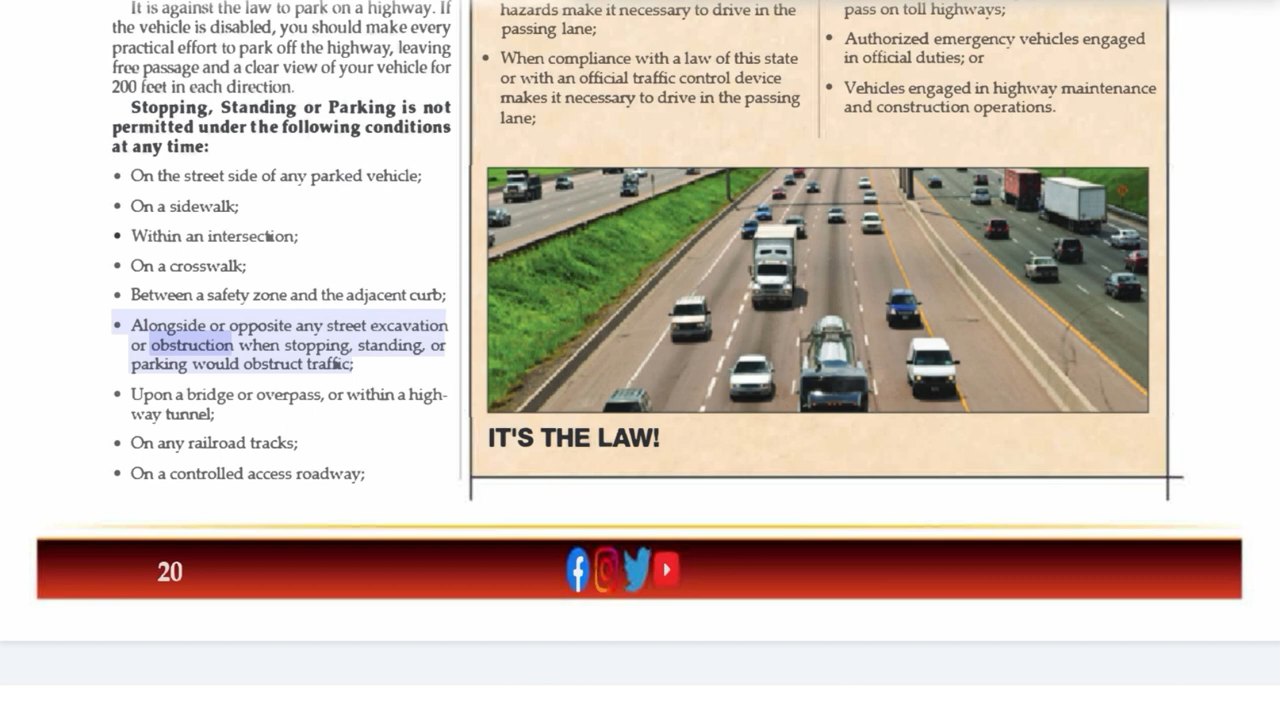 It is against the law to park on a highway. If
the vehicle is disabled, you should make every
practical effort to park off the highway, leaving
free passage and a clear view of your vehicle for
200 feet in each direction.
Stopping, Standing or Parking is not
permitted under the following conditions
at any time:
• On the street side of any parked vehicle;
• On a sidewalk;
• Within an intersection;
• On a crosswalk;
• Between a safety zone and the adjacent curb;
• Alongside or opposite any street excavation
or obstruction when stopping, standing, or
parking would obstruct traffic;
• Upon a bridge or overpass, or within a high-
way tunnel;
• On any railroad tracks;
• On a controlled access roadway;
hazards make it necessary to drive in the
passing lane;
• When compliance with a law of this state
or with an official traffic control device
makes it necessary to drive in the passing
lane;
pass on toll highways;
• Authorized emergency vehicles engaged
in official duties; or
• Vehicles engaged in highway maintenance
and construction operations.
IT'S THE LAW!
20